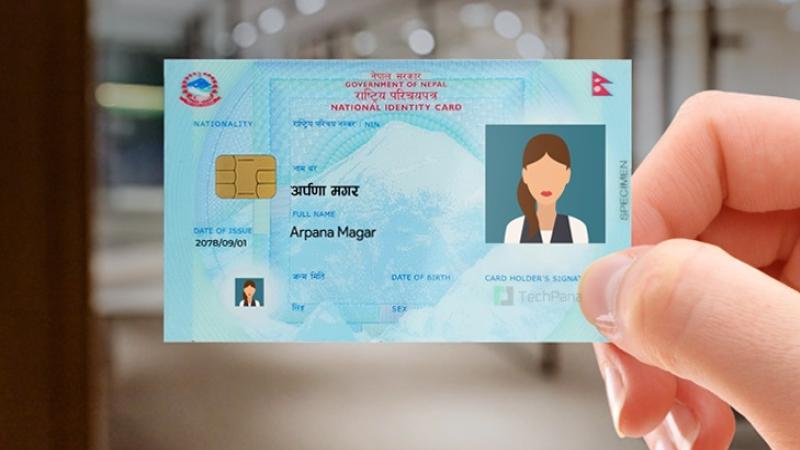 नेपाल सरकार
GOVERNMENT OF NEPAL
राष्ट्रिय परिचयपत्र
NATIONAL IDENTITY CARD
NATIONALITY
राष्ट्रिय परिचय नम्बर / NIN
नाम थर
अर्पणा मगर
FULL NAME
Arpana Magar
DATE OF ISSUE
2078/09/01
जन्म मिति
DATE OF BIRTH
लिङ्ग
SEX
CARD HOLDER'S SIGNAT
TechPana
SPECIMEN